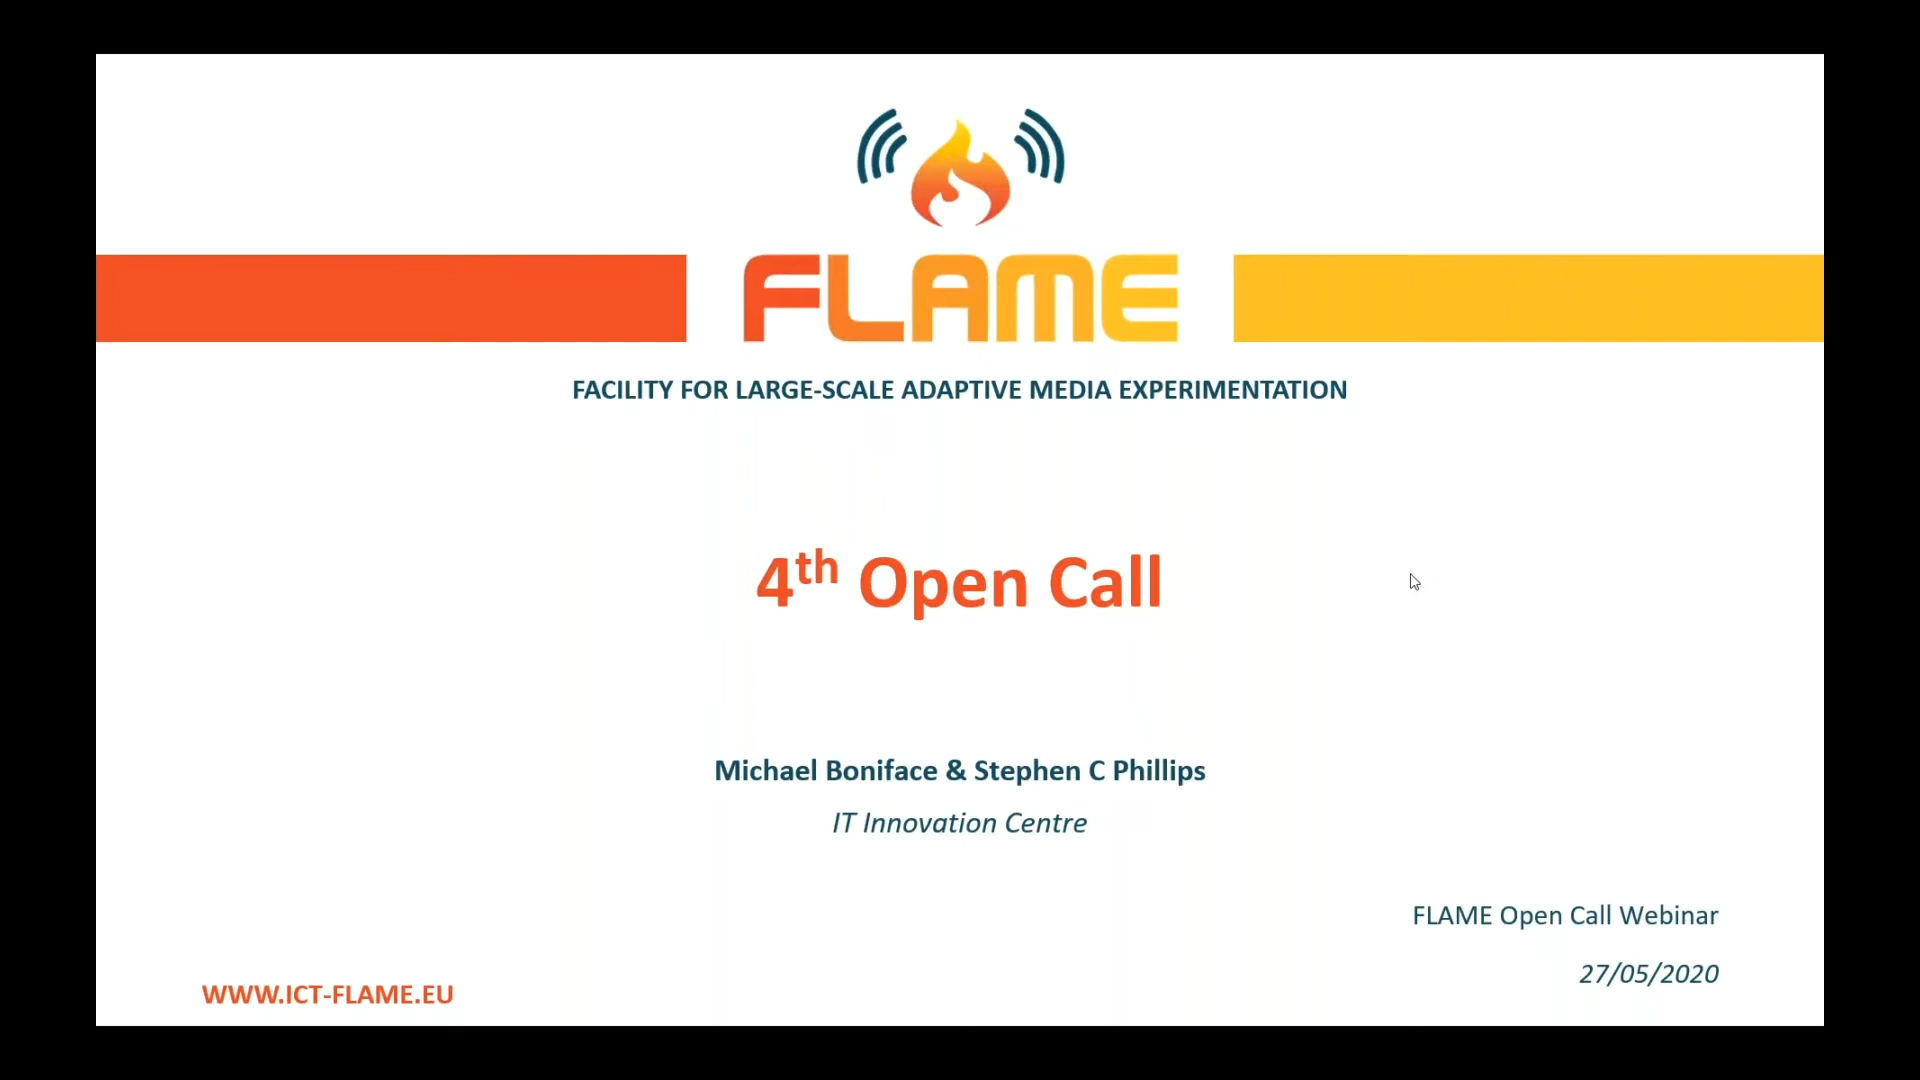 FLAME
FACILITY FOR LARGE-SCALE ADAPTIVE MEDIA EXPERIMENTATION
4th Open Call
Michael Boniface & Stephen C Phillips
IT Innovation Centre
FLAME Open Call Webinar
27/05/2020
WWW.ICT-FLAME.EU